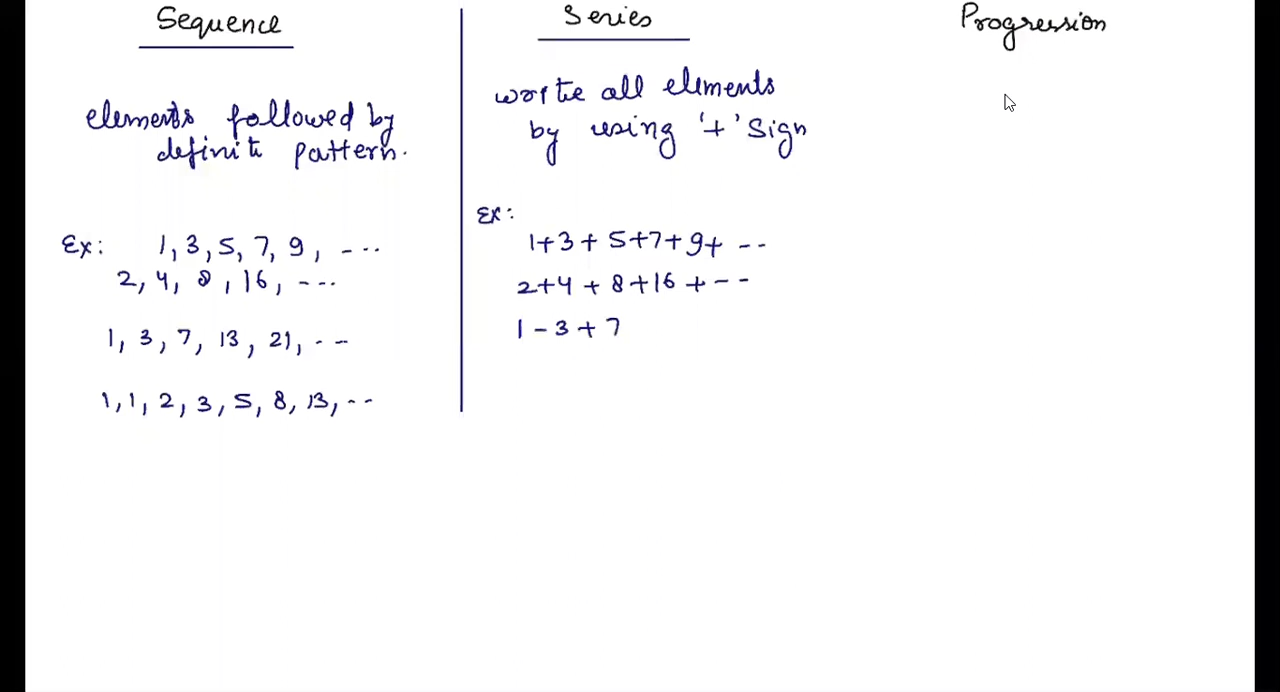 Sequence
elements followed by
definite pattern.
Ex: 1, 3, 5, 7, 9, ---
2, 4, 8, 16, ---
1, 3, 7, 13, 21, ---
1, 1, 2, 3, 5, 8, 13, --
Series
write all elements
by using '+' sign
Ex:
1+3+5+7+9+ --
2+4+8+16+--
1-3+7
Progression